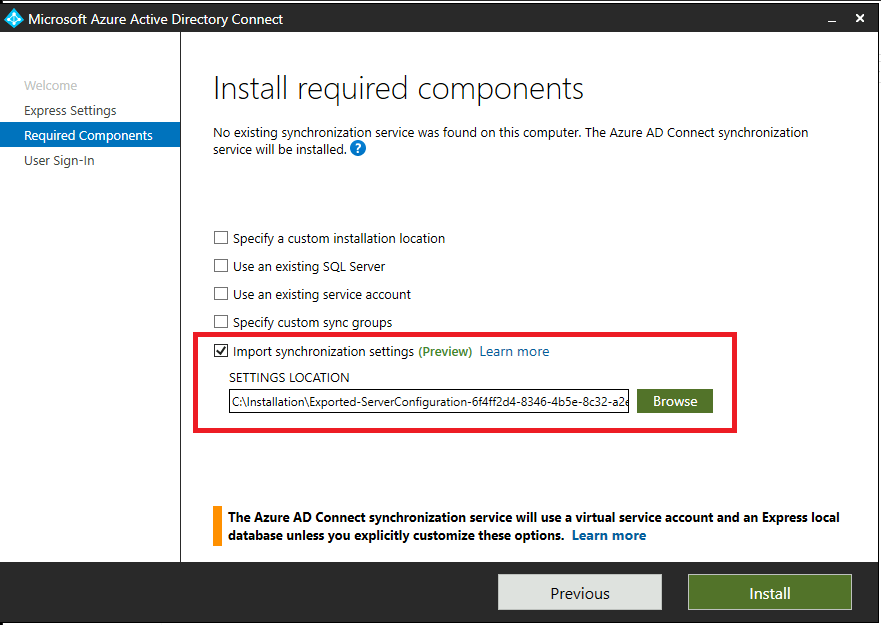 Microsoft Azure Active Directory Connect
Welcome
Express Settings
Required Components
User Sign-In
Install required components
No existing synchronization service was found on this computer. The Azure AD Connect synchronization
service will be installed. ?
Specify a custom installation location
Use an existing SQL Server
Use an existing service account
Specify custom sync groups
Import synchronization settings (Preview) Learn more
SETTINGS LOCATION
C:\Installation\Exported-ServerConfiguration-6f4ff2d4-8346-4b5e-8c32-a2e
Browse
The Azure AD Connect synchronization service will use a virtual service account and an Express local
database unless you explicitly customize these options. Learn more
Previous
Install